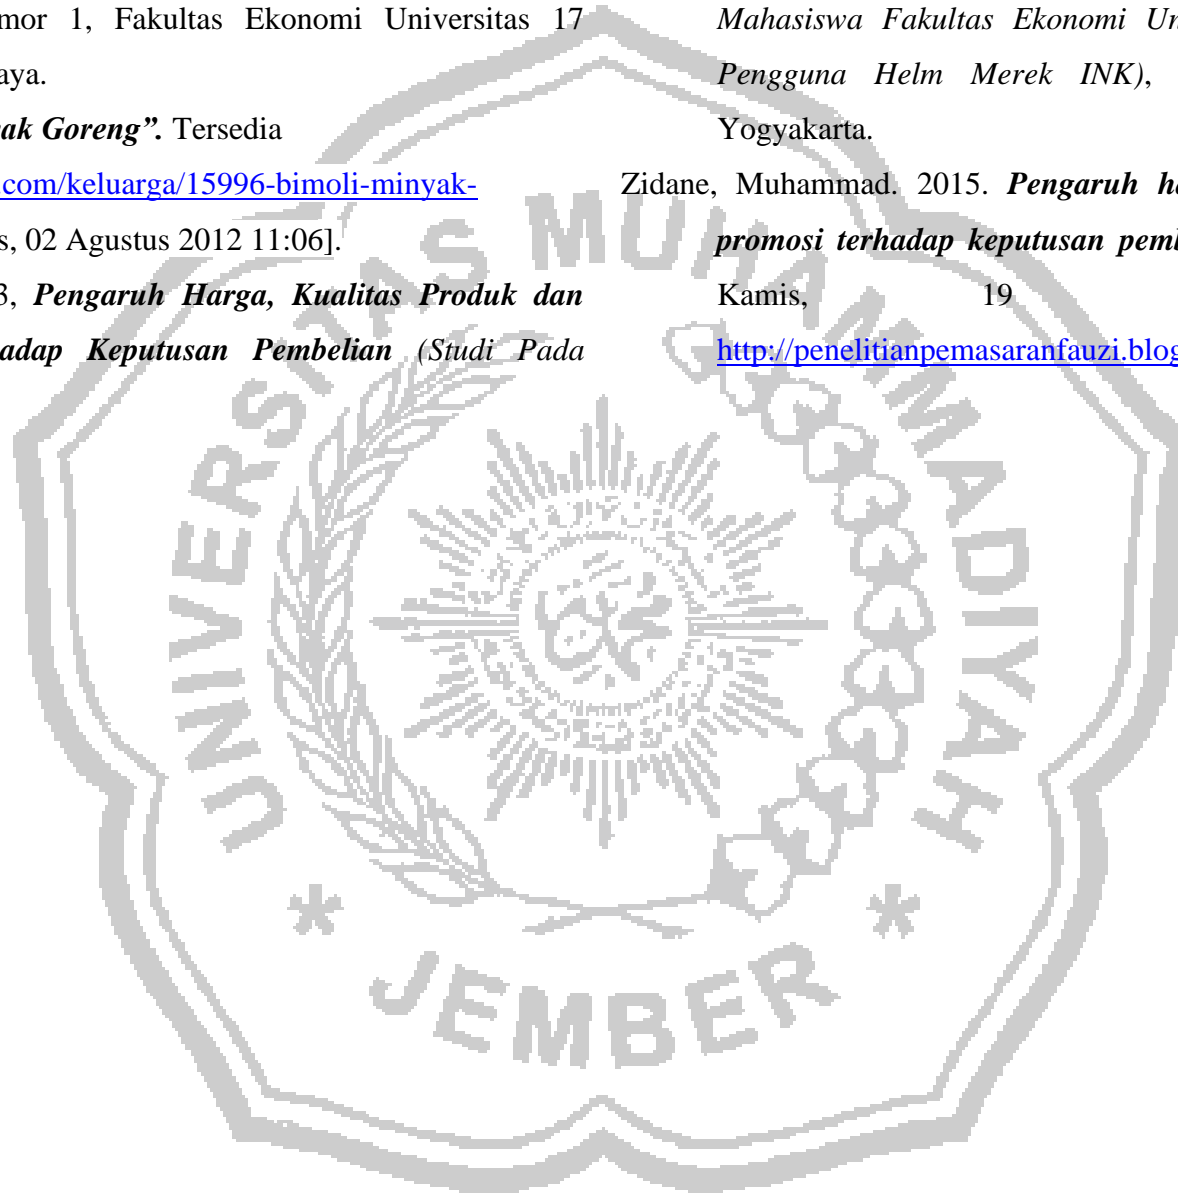 mor 1, Fakultas Ekonomi Universitas 17
aya.
ak Goreng”. Tersedia
.com/keluarga/15996-bimoli-minyak-
s, 02 Agustus 2012 11:06].
3, Pengaruh Harga, Kualitas Produk dan
adap Keputusan Pembelian (Studi Pada
Mahasiswa Fakultas Ekonomi Un
Pengguna Helm Merek INK),
Yogyakarta.
Zidane, Muhammad. 2015. Pengaruh ha
promosi terhadap keputusan pemb
Kamis, 19
http://penelitianpemasaranfauzi.blog
UNIVERSITAS MUHAMMADIYAH
* JEMBER *